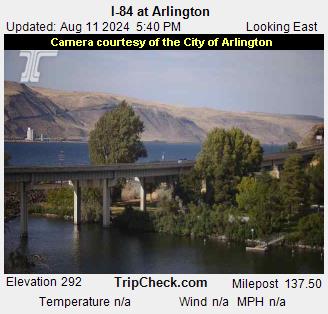 I-84 at Arlington
Updated: Aug 11 2024 5:40 PM Looking East
Camera courtesy of the City of Arlington
Elevation 292 TripCheck.com Milepost 137.50
Temperature n/a Wind n/a MPH n/a